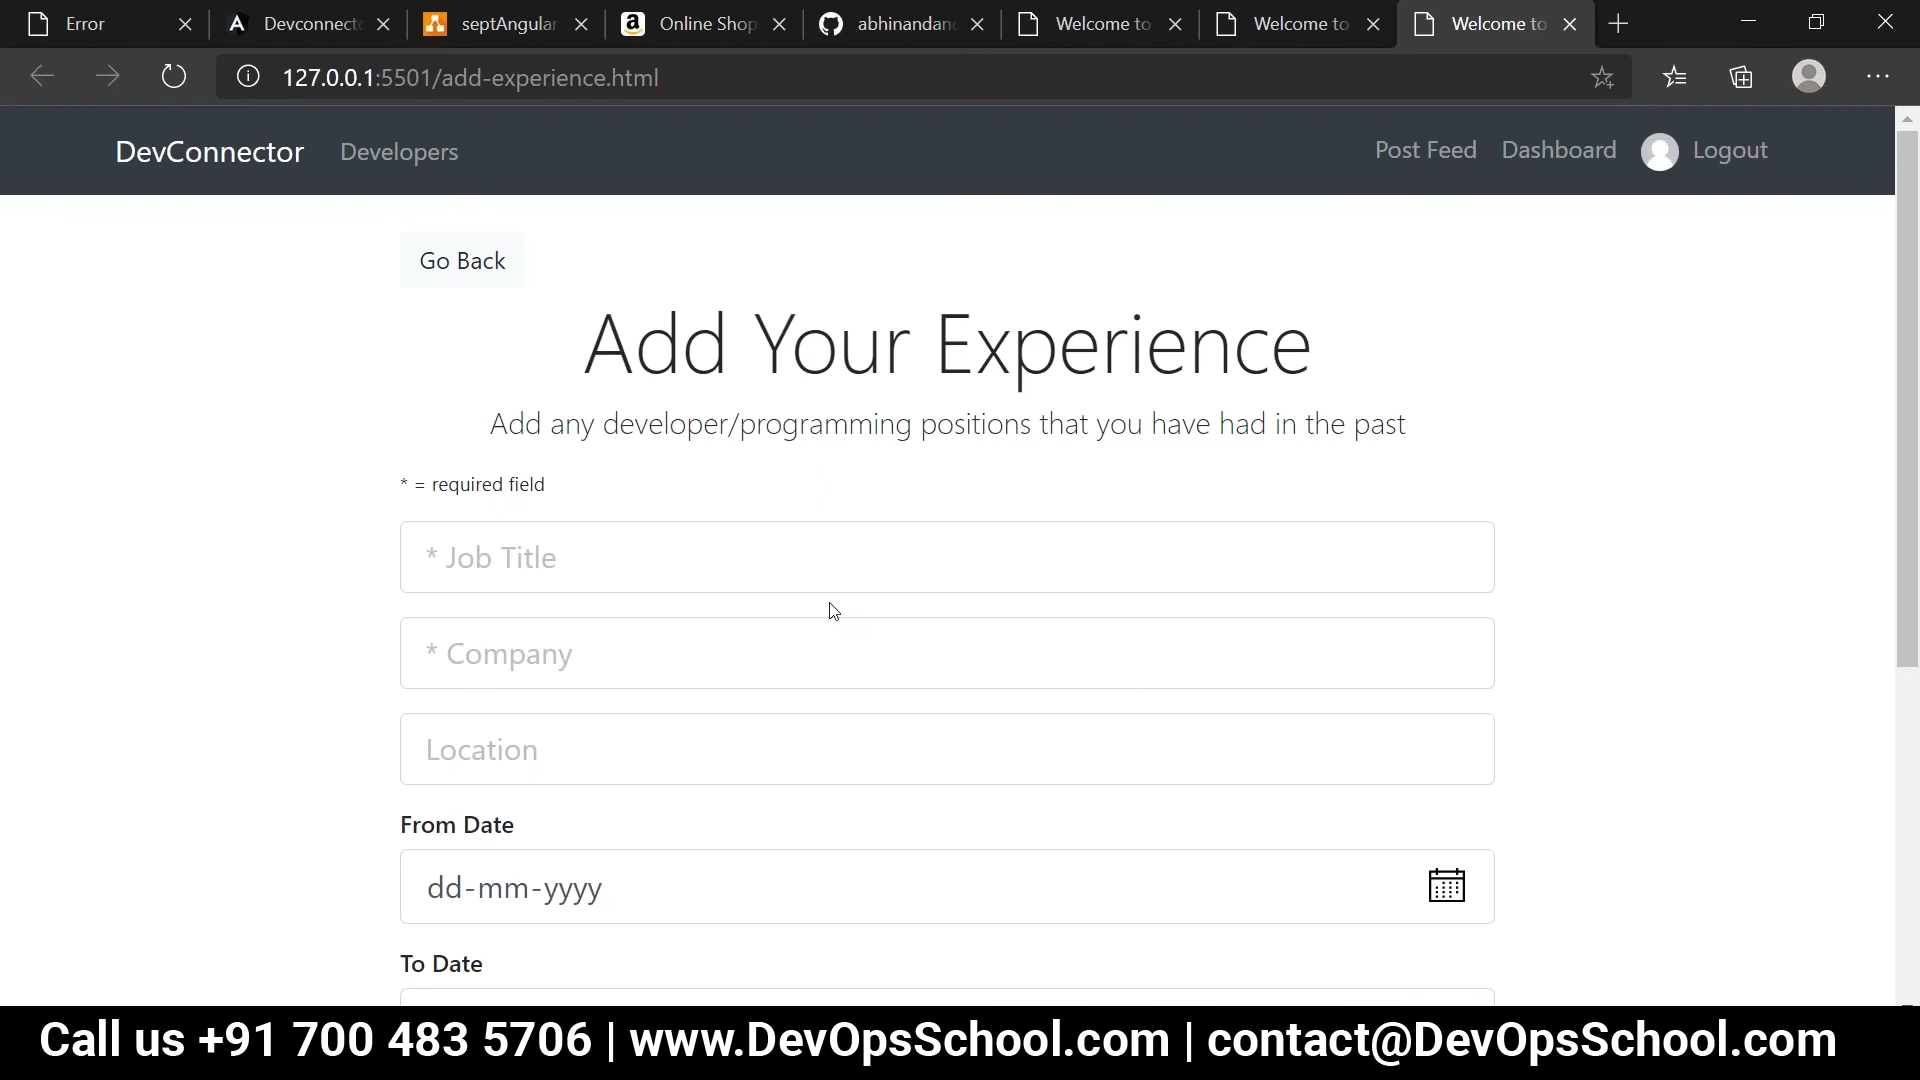 Error
Devconnect
septAngular
Online Shop
abhinandan
Welcome to
Welcome to
Welcome to
127.0.0.1:5501/add-experience.html
DevConnector Developers Post Feed Dashboard Logout
Go Back
Add Your Experience
Add any developer/programming positions that you have had in the past
* = required field
* Job Title
* Company
Location
From Date
dd-mm-yyyy
To Date
Call us +91 700 483 5706 | www.DevOpsSchool.com | contact@DevOpsSchool.com